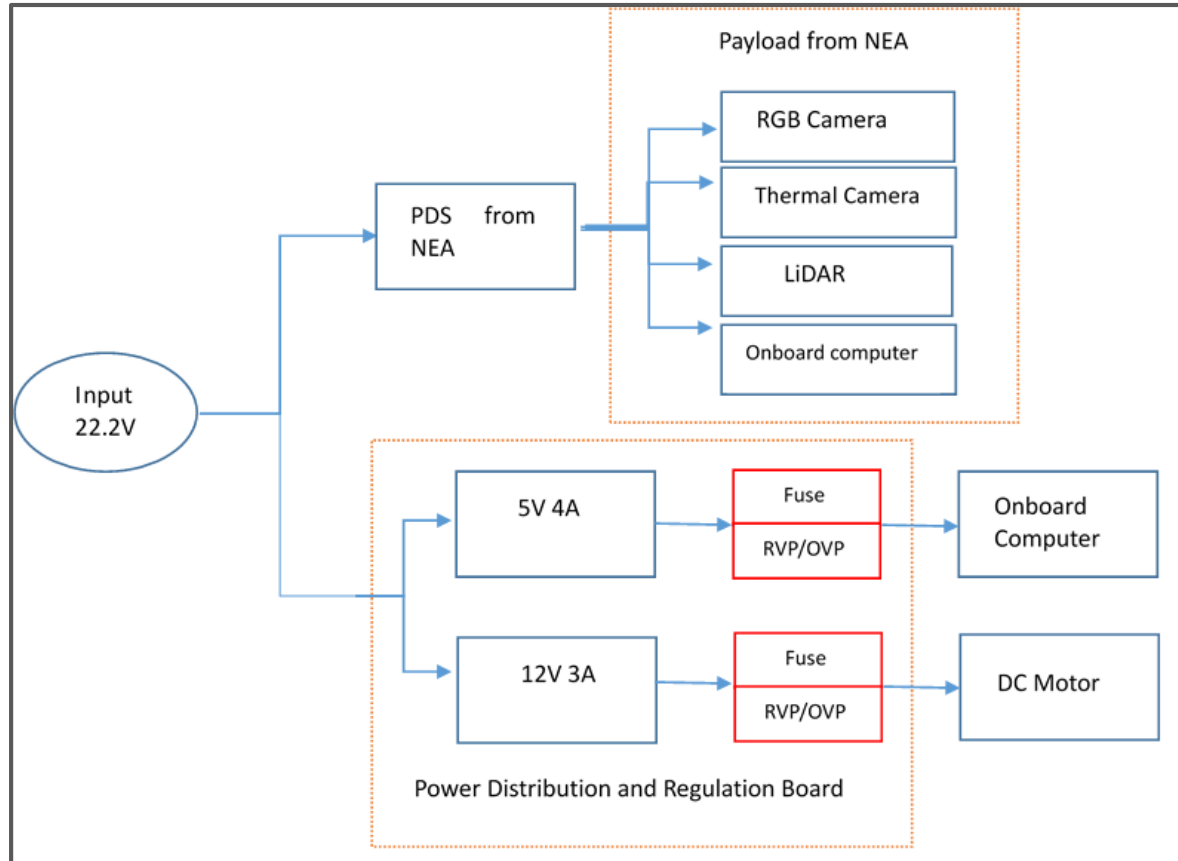 Payload from NEA
RGB Camera
Thermal Camera
LiDAR
Onboard computer
PDS from
NEA
Input
22.2V
5V 4A
Fuse
RVP/OVP
Onboard
Computer
12V 3A
Fuse
RVP/OVP
DC Motor
Power Distribution and Regulation Board